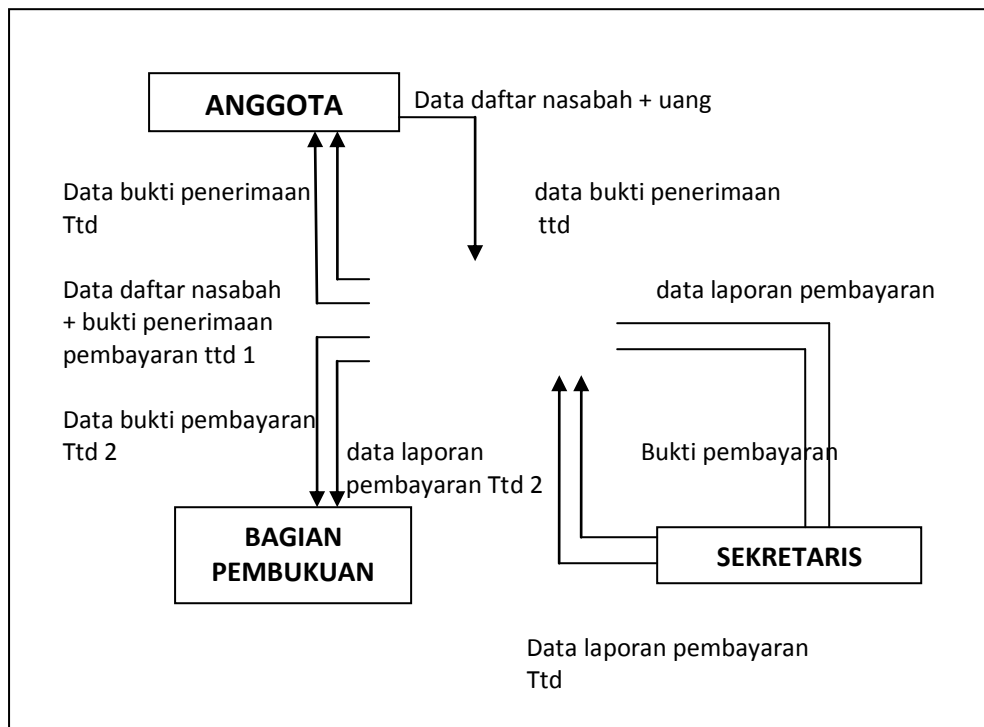 ANGGOTA
Data daftar nasabah + uang
Data bukti penerimaan
Ttd
data bukti penerimaan
ttd
Data daftar nasabah
+ bukti penerimaan
pembayaran ttd 1
data laporan pembayaran
Data bukti pembayaran
Ttd 2
data laporan
pembayaran Ttd 2
Bukti pembayaran
BAGIAN
PEMBUKUAN
SEKRETARIS
Data laporan pembayaran
Ttd